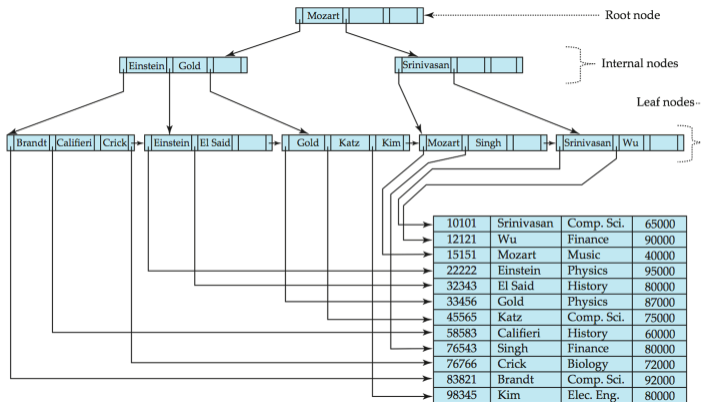 Mozart Root node
Einstein Gold Srinivasan Internal nodes
Leaf nodes
Brandt Califieri Crick Einstein El Said Gold Katz Kim Mozart Singh Srinivasan Wu
10101 Srinivasan Comp. Sci. 65000
12121 Wu Finance 90000
15151 Mozart Music 40000
22222 Einstein Physics 95000
32343 El Said History 80000
33456 Gold Physics 87000
45565 Katz Comp. Sci. 75000
58583 Califieri History 60000
76543 Singh Finance 80000
76766 Crick Biology 72000
83821 Brandt Comp. Sci. 92000
98345 Kim Elec. Eng. 80000